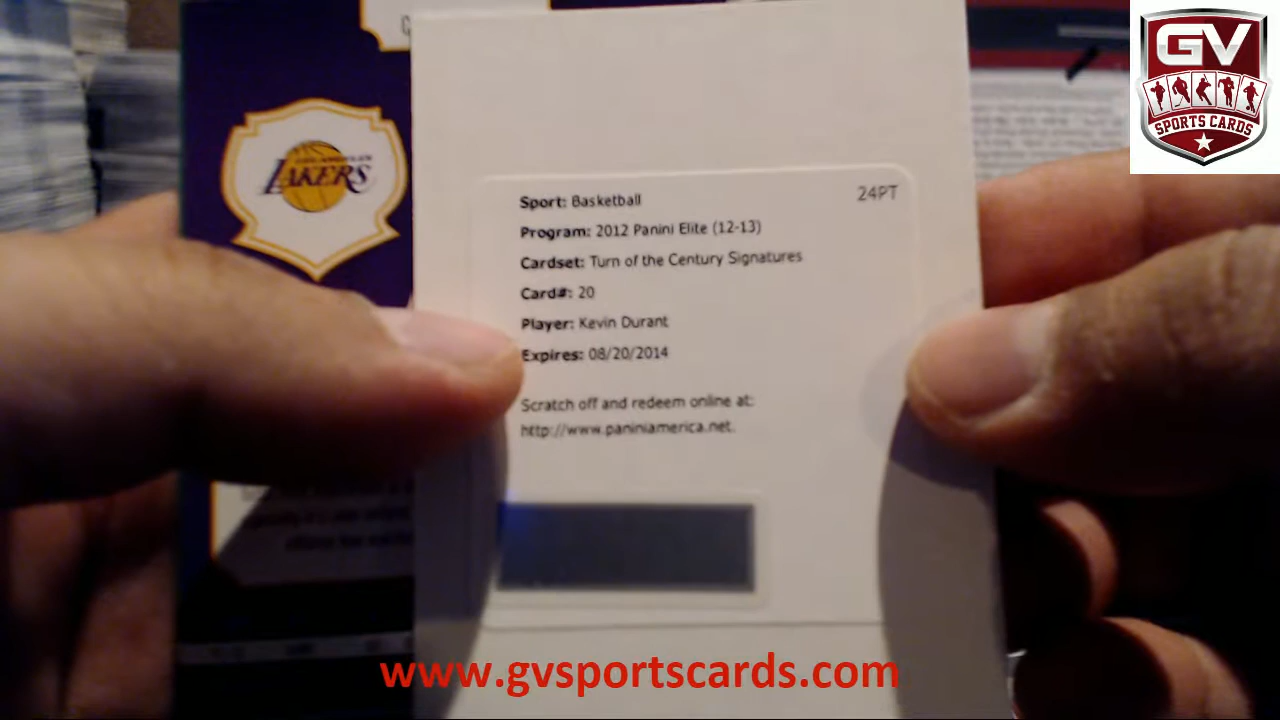 GV
SPORTS CARDS
LAKERS
24PT
Sport: Basketball
Program: 2012 Panini Elite (12-13)
Cardset: Turn of the Century Signatures
Card#: 20
Player: Kevin Durant
Expires: 08/20/2014
Scratch off and redeem online at:
http://www.paniniamerica.net.
www.gvsportscards.com